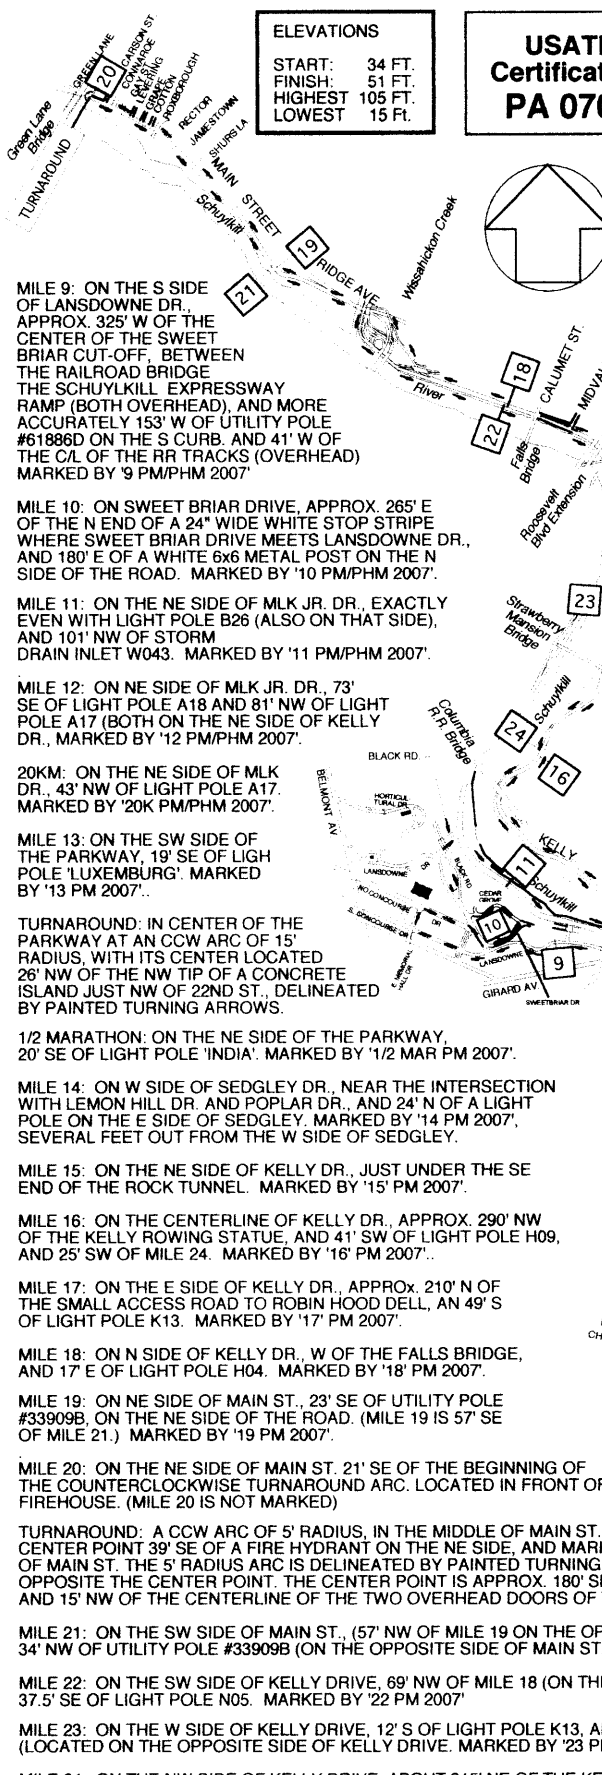 ELEVATIONS
START: 34 FT.
FINISH: 51 FT.
HIGHEST 105 FT.
LOWEST 15 Ft.
USATF
Certificat
PA 070
GREEN LANE
CARSON ST.
CONNAROE
GAY ST.
LEVERING
GRAPE
COTTON
ROXBOROUGH
RECTOR
JAMESTOWN
SHURS LA
20
Green Lane
Bridge
TURNAROUND
MAIN
STREET
Schuylkill
19
RIDGE AVE
21
Wissahickon Creek
River
18
22
CALUMET ST.
MIDVA
Falls
Bridge
Roosevelt
Blvd Extension
23
Strawberry
Mansion
Bridge
Schuylkill
24
16
Columbia
R.R. Bridge
BLACK RD.
BELMONT AV
HORTICUL
TURAL DR
LANSDOWNE
DR
BLACK RD
KELLY
11
Schuylkill
CEDAR
GROVE
NO CONCOURSE
DR
S. CONCOURSE DR
E. MEMORIAL
HALL DR
10
LANSDOWNE DR
9
GIRARD AV.
SWEETBRIAR DR
CH
MILE 9: ON THE S SIDE
OF LANSDOWNE DR.,
APPROX. 325' W OF THE
CENTER OF THE SWEET
BRIAR CUT-OFF, BETWEEN
THE RAILROAD BRIDGE
THE SCHUYLKILL EXPRESSWAY
RAMP (BOTH OVERHEAD), AND MORE
ACCURATELY 153' W OF UTILITY POLE
#61886D ON THE S CURB. AND 41' W OF
THE C/L OF THE RR TRACKS (OVERHEAD)
MARKED BY '9 PM/PHM 2007'
MILE 10: ON SWEET BRIAR DRIVE, APPROX. 265' E
OF THE N END OF A 24" WIDE WHITE STOP STRIPE
WHERE SWEET BRIAR DRIVE MEETS LANSDOWNE DR.,
AND 180' E OF A WHITE 6x6 METAL POST ON THE N
SIDE OF THE ROAD. MARKED BY '10 PM/PHM 2007'.
MILE 11: ON THE NE SIDE OF MLK JR. DR., EXACTLY
EVEN WITH LIGHT POLE B26 (ALSO ON THAT SIDE),
AND 101' NW OF STORM
DRAIN INLET W043. MARKED BY '11 PM/PHM 2007'.
MILE 12: ON NE SIDE OF MLK JR. DR., 73'
SE OF LIGHT POLE A18 AND 81' NW OF LIGHT
POLE A17 (BOTH ON THE NE SIDE OF KELLY
DR., MARKED BY '12 PM/PHM 2007'.
20KM: ON THE NE SIDE OF MLK
DR., 43' NW OF LIGHT POLE A17.
MARKED BY '20K PM/PHM 2007'.
MILE 13: ON THE SW SIDE OF
THE PARKWAY, 19' SE OF LIGH
POLE 'LUXEMBURG'. MARKED
BY '13 PM 2007'..
TURNAROUND: IN CENTER OF THE
PARKWAY AT AN CCW ARC OF 15'
RADIUS, WITH ITS CENTER LOCATED
26' NW OF THE NW TIP OF A CONCRETE
ISLAND JUST NW OF 22ND ST., DELINEATED
BY PAINTED TURNING ARROWS.
1/2 MARATHON: ON THE NE SIDE OF THE PARKWAY,
20' SE OF LIGHT POLE 'INDIA'. MARKED BY '1/2 MAR PM 2007'.
MILE 14: ON W SIDE OF SEDGLEY DR., NEAR THE INTERSECTION
WITH LEMON HILL DR. AND POPLAR DR., AND 24' N OF A LIGHT
POLE ON THE E SIDE OF SEDGLEY. MARKED BY '14 PM 2007',
SEVERAL FEET OUT FROM THE W SIDE OF SEDGLEY.
MILE 15: ON THE NE SIDE OF KELLY DR., JUST UNDER THE SE
END OF THE ROCK TUNNEL. MARKED BY '15' PM 2007'.
MILE 16: ON THE CENTERLINE OF KELLY DR., APPROX. 290' NW
OF THE KELLY ROWING STATUE, AND 41' SW OF LIGHT POLE H09,
AND 25' SW OF MILE 24. MARKED BY '16' PM 2007'..
MILE 17: ON THE E SIDE OF KELLY DR., APPROx. 210' N OF
THE SMALL ACCESS ROAD TO ROBIN HOOD DELL, AN 49' S
OF LIGHT POLE K13. MARKED BY '17' PM 2007'.
MILE 18: ON N SIDE OF KELLY DR., W OF THE FALLS BRIDGE,
AND 17' E OF LIGHT POLE H04. MARKED BY '18' PM 2007'.
MILE 19: ON NE SIDE OF MAIN ST., 23' SE OF UTILITY POLE
#33909B, ON THE NE SIDE OF THE ROAD. (MILE 19 IS 57' SE
OF MILE 21.) MARKED BY '19 PM 2007'.
MILE 20: ON THE NE SIDE OF MAIN ST. 21' SE OF THE BEGINNING OF
THE COUNTERCLOCKWISE TURNAROUND ARC. LOCATED IN FRONT OF
FIREHOUSE. (MILE 20 IS NOT MARKED)
TURNAROUND: A CCW ARC OF 5' RADIUS, IN THE MIDDLE OF MAIN ST.
CENTER POINT 39' SE OF A FIRE HYDRANT ON THE NE SIDE, AND MARI
OF MAIN ST. THE 5' RADIUS ARC IS DELINEATED BY PAINTED TURNING
OPPOSITE THE CENTER POINT. THE CENTER POINT IS APPROX. 180' SE
AND 15' NW OF THE CENTERLINE OF THE TWO OVERHEAD DOORS OF
MILE 21: ON THE SW SIDE OF MAIN ST., (57' NW OF MILE 19 ON THE OP
34' NW OF UTILITY POLE #33909B (ON THE OPPOSITE SIDE OF MAIN ST
MILE 22: ON THE SW SIDE OF KELLY DRIVE, 69' NW OF MILE 18 (ON TH
37.5' SE OF LIGHT POLE N05. MARKED BY '22 PM 2007'
MILE 23: ON THE W SIDE OF KELLY DRIVE, 12' S OF LIGHT POLE K13, A
(LOCATED ON THE OPPOSITE SIDE OF KELLY DRIVE. MARKED BY '23 P